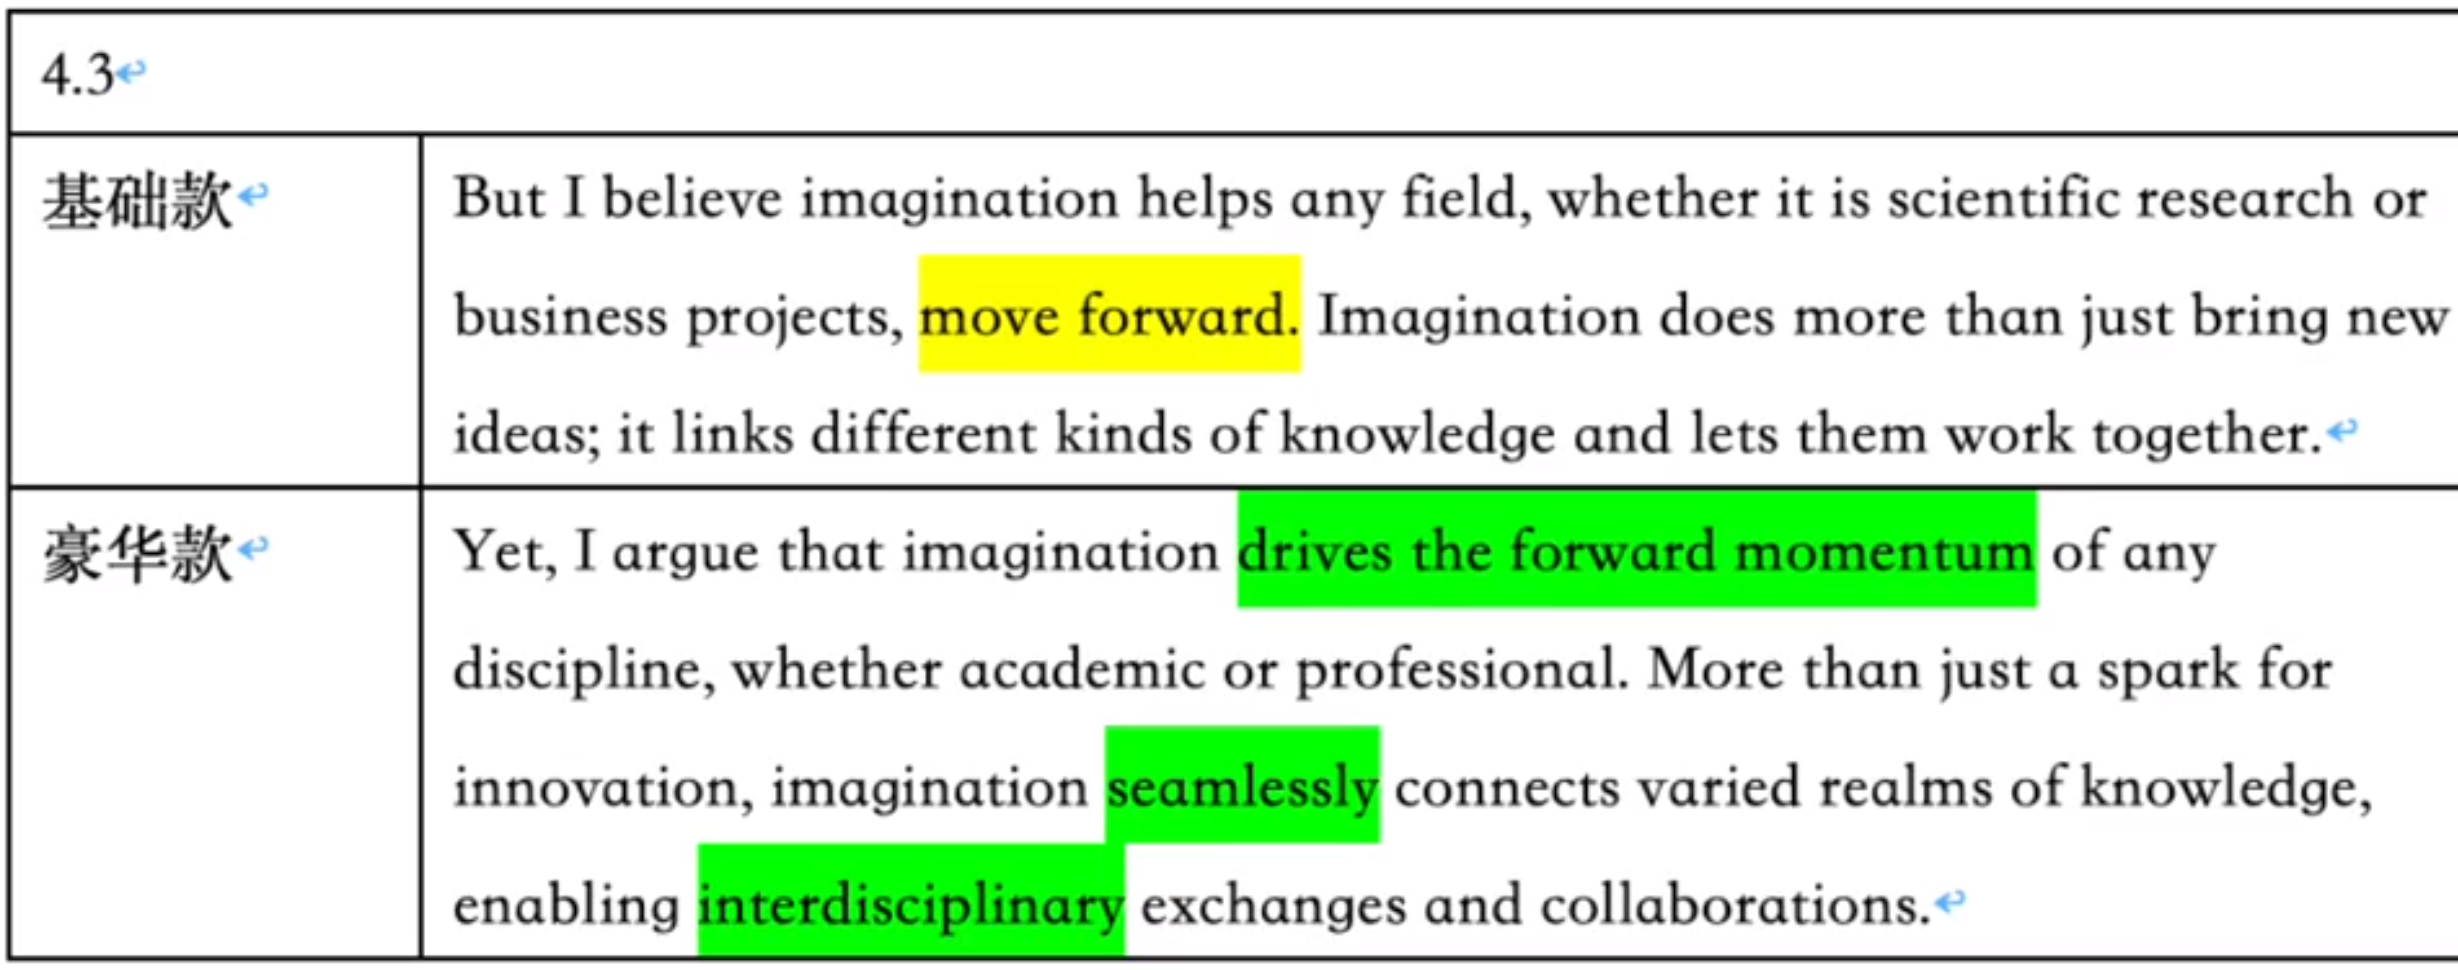 4.3
基础款
But I believe imagination helps any field, whether it is scientific research or
business projects, move forward. Imagination does more than just bring new
ideas; it links different kinds of knowledge and lets them work together.
豪华款
Yet, I argue that imagination drives the forward momentum of any
discipline, whether academic or professional. More than just a spark for
innovation, imagination seamlessly connects varied realms of knowledge,
enabling interdisciplinary exchanges and collaborations.